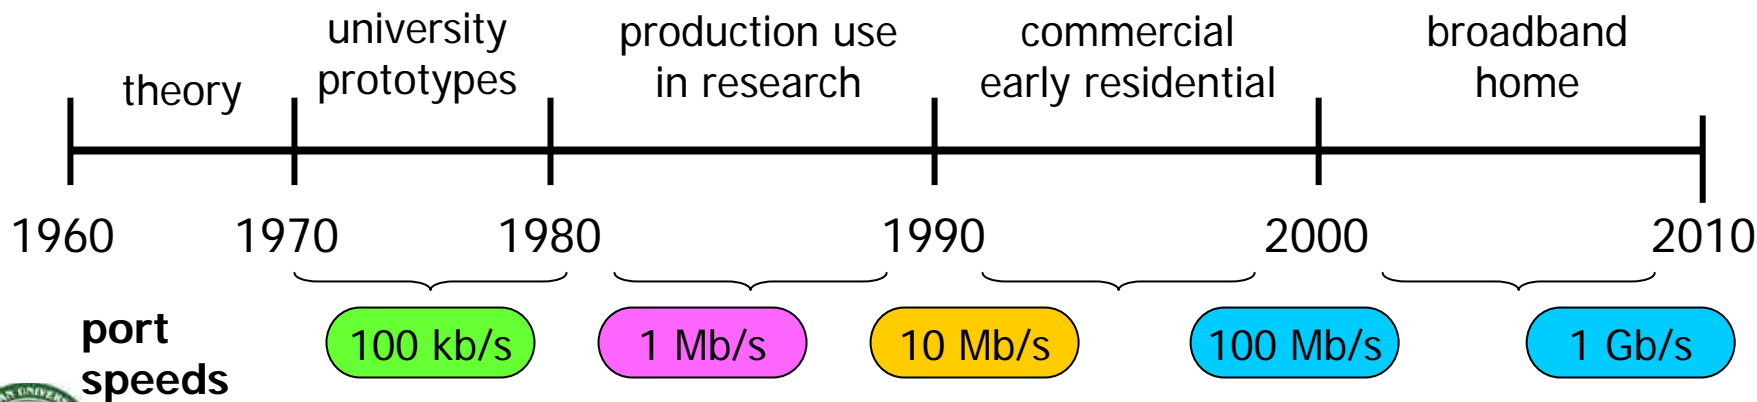 theory
university
prototypes
production use
in research
commercial
early residential
broadband
home
1960 1970 1980 1990 2000 2010
port
speeds
100 kb/s 1 Mb/s 10 Mb/s 100 Mb/s 1 Gb/s